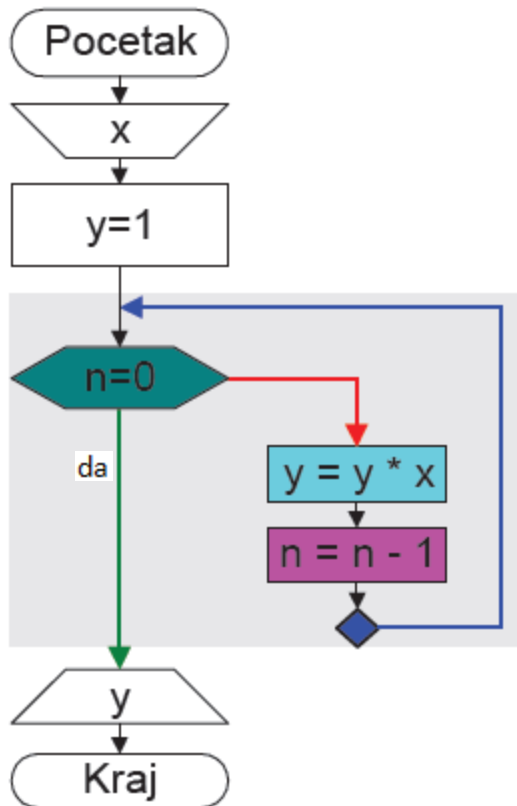 Pocetak
x
y=1
n=0
da
y = y * x
n = n - 1
y
Kraj